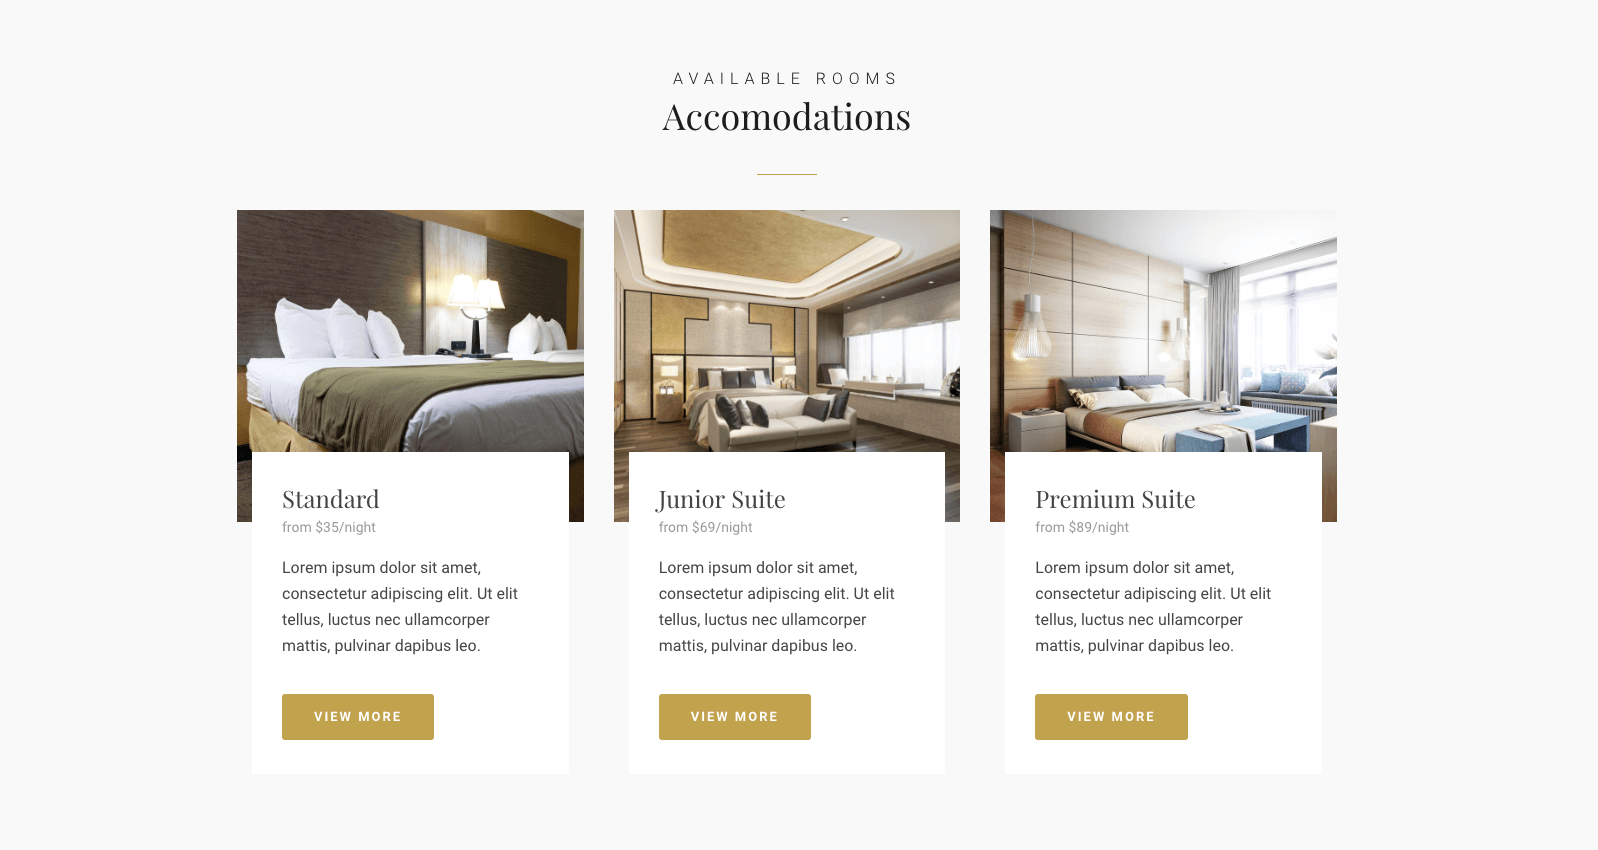 AVAILABLE ROOMS
Accomodations
Standard
from $35/night
Lorem ipsum dolor sit amet,
consectetur adipiscing elit. Ut elit
tellus, luctus nec ullamcorper
mattis, pulvinar dapibus leo.
VIEW MORE
Junior Suite
from $69/night
Lorem ipsum dolor sit amet,
consectetur adipiscing elit. Ut elit
tellus, luctus nec ullamcorper
mattis, pulvinar dapibus leo.
VIEW MORE
Premium Suite
from $89/night
Lorem ipsum dolor sit amet,
consectetur adipiscing elit. Ut elit
tellus, luctus nec ullamcorper
mattis, pulvinar dapibus leo.
VIEW MORE